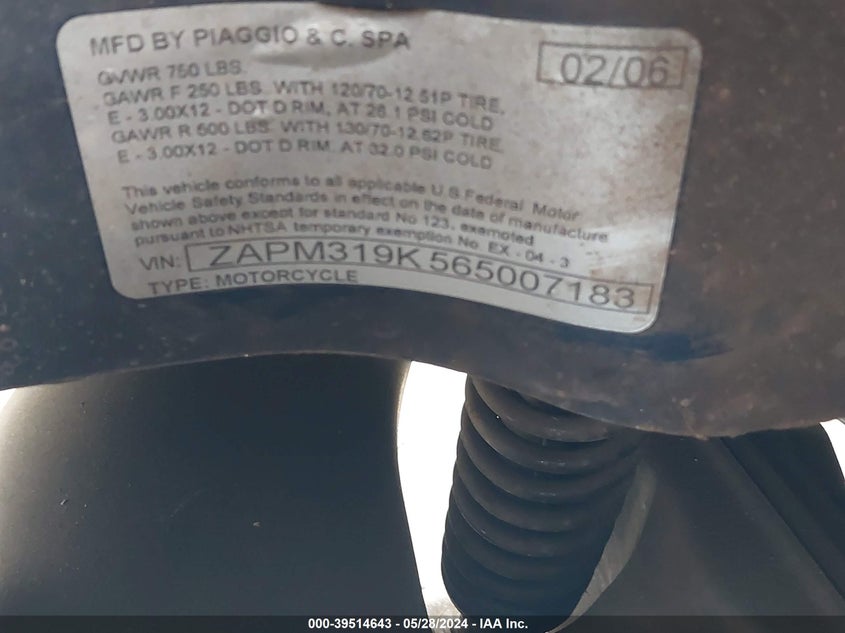 MFD BY PIAGGIO & C. SPA
02/06
GVWR 750 LBS.
GAWR F 250 LBS. WITH 120/70-12 51P TIRE,
E - 3.00X12 - DOT D RIM, AT 26.1 PSI COLD
GAWR R 500 LBS. WITH 130/70-12 62P TIRE,
E - 3.00X12 - DOT D RIM, AT 32.0 PSI COLD
This vehicle conforms to all applicable U.S.Federal Motor
Vehicle Safety Standards in effect on the date of manufacture
shown above except for standard No 123, exempted
pursuant to NHTSA temporary exemption No. EX - 04 - 3
VIN: ZAPM319K565007183
TYPE: MOTORCYCLE
000-39514643 - 05/28/2024 - IAA Inc.